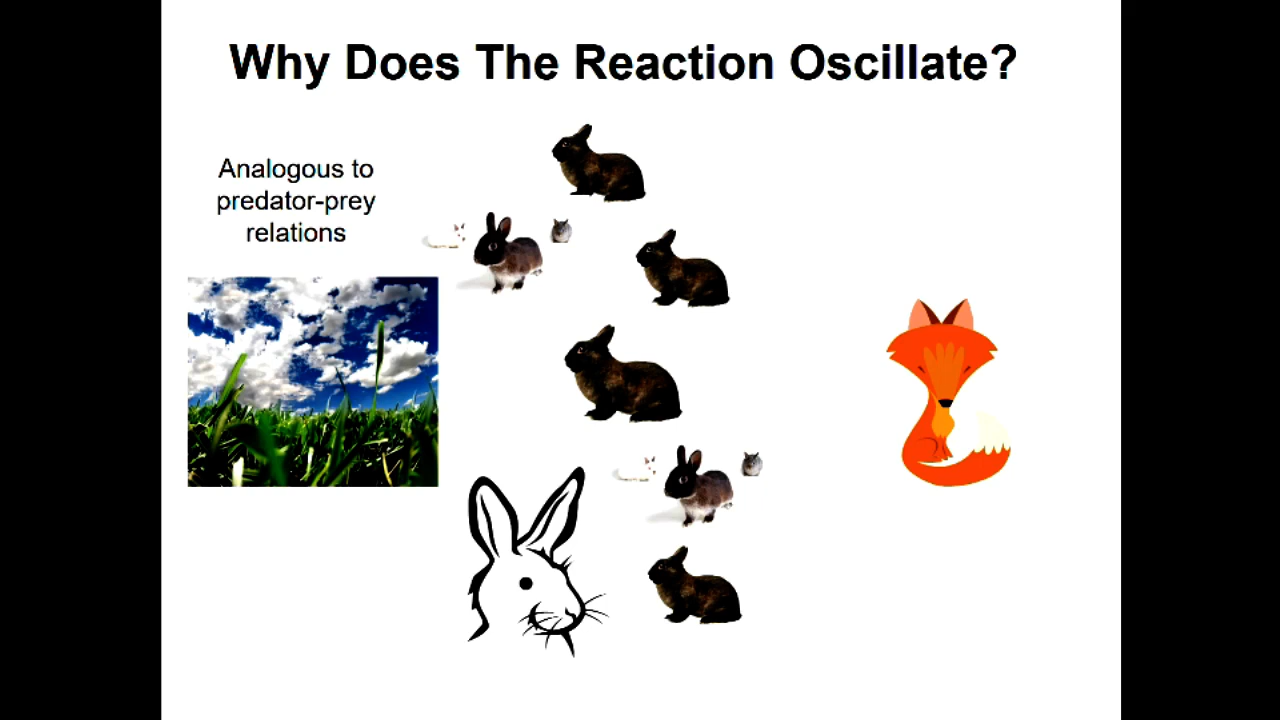 Why Does The Reaction Oscillate?
Analogous to
predator-prey
relations